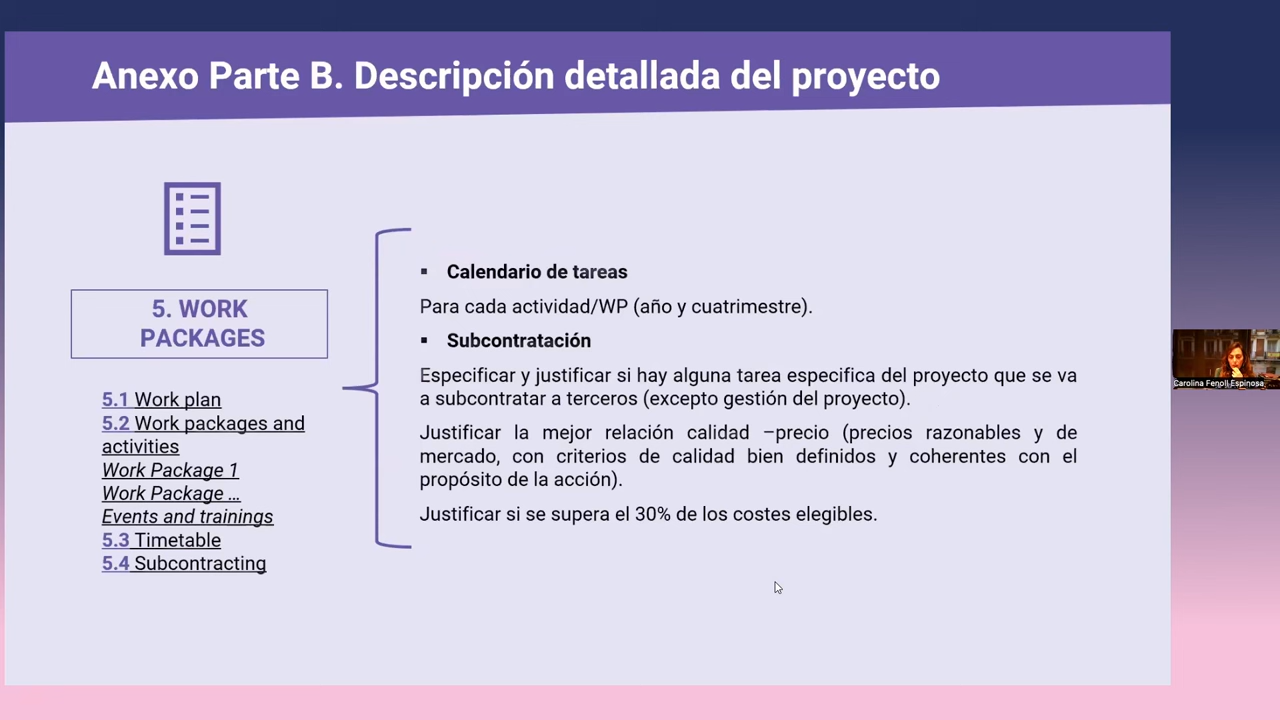 Anexo Parte B. Descripción detallada del proyecto
5. WORK
PACKAGES
5.1 Work plan
5.2 Work packages and
activities
Work Package 1
Work Package …
Events and trainings
5.3 Timetable
5.4 Subcontracting
▪ Calendario de tareas
Para cada actividad/WP (año y cuatrimestre).
▪ Subcontratación
Especificar y justificar si hay alguna tarea especifica del proyecto que se va
a subcontratar a terceros (excepto gestión del proyecto).
Justificar la mejor relación calidad –precio (precios razonables y de
mercado, con criterios de calidad bien definidos y coherentes con el
propósito de la acción).
Justificar si se supera el 30% de los costes elegibles.
Carolina Fenoll Espinosa